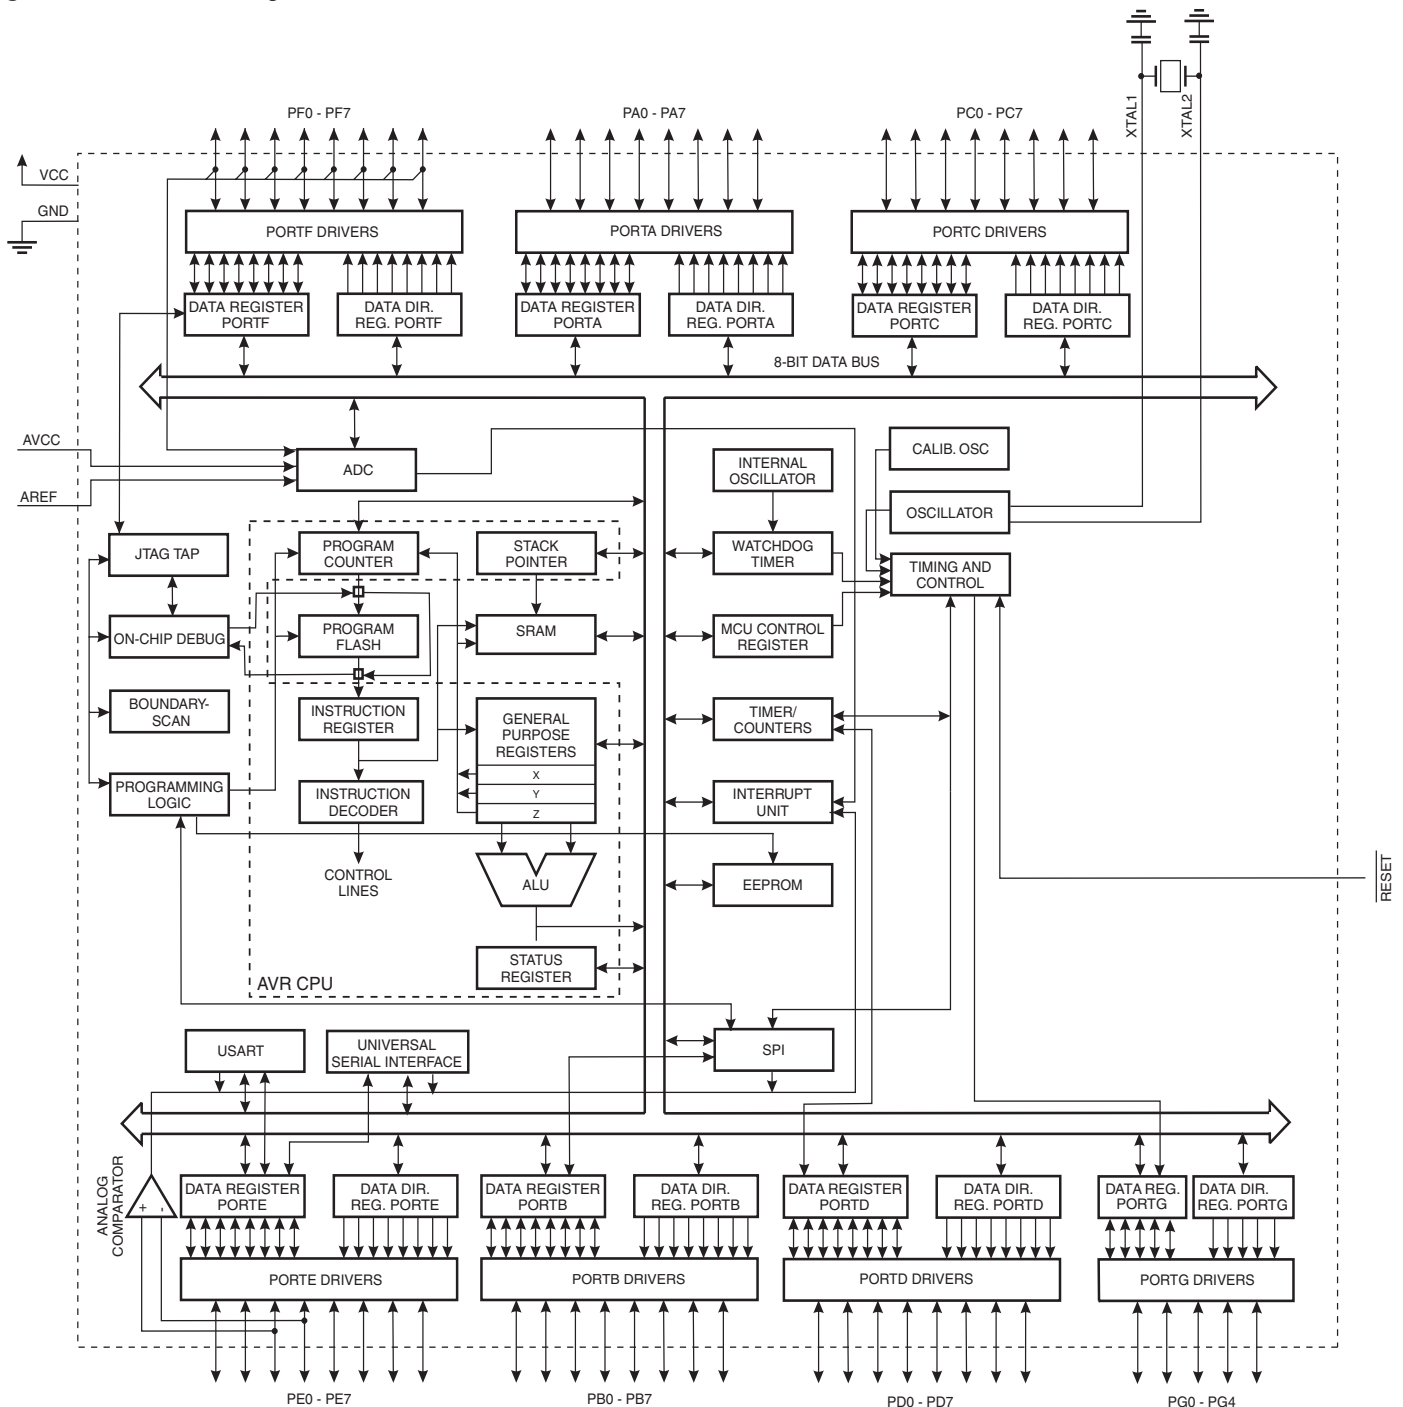 XTAL1
XTAL2
PF0 - PF7
PA0 - PA7
PC0 - PC7
VCC
GND
PORTF DRIVERS
PORTA DRIVERS
PORTC DRIVERS
DATA REGISTER
PORTF
DATA DIR.
REG. PORTF
DATA REGISTER
PORTA
DATA DIR.
REG. PORTA
DATA REGISTER
PORTC
DATA DIR.
REG. PORTC
8-BIT DATA BUS
AVCC
AREF
ADC
INTERNAL
OSCILLATOR
CALIB. OSC
OSCILLATOR
JTAG TAP
PROGRAM
COUNTER
STACK
POINTER
WATCHDOG
TIMER
TIMING AND
CONTROL
ON-CHIP DEBUG
PROGRAM
FLASH
SRAM
MCU CONTROL
REGISTER
BOUNDARY-
SCAN
INSTRUCTION
REGISTER
GENERAL
PURPOSE
REGISTERS
X
Y
Z
TIMER/
COUNTERS
PROGRAMMING
LOGIC
INSTRUCTION
DECODER
INTERRUPT
UNIT
CONTROL
LINES
ALU
EEPROM
RESET
STATUS
REGISTER
AVR CPU
USART
UNIVERSAL
SERIAL INTERFACE
SPI
ANALOG
COMPARATOR
+ -
DATA REGISTER
PORTE
DATA DIR.
REG. PORTE
DATA REGISTER
PORTB
DATA DIR.
REG. PORTB
DATA REGISTER
PORTD
DATA DIR.
REG. PORTD
DATA REG.
PORTG
DATA DIR.
REG. PORTG
PORTE DRIVERS
PORTB DRIVERS
PORTD DRIVERS
PORTG DRIVERS
PE0 - PE7
PB0 - PB7
PD0 - PD7
PG0 - PG4